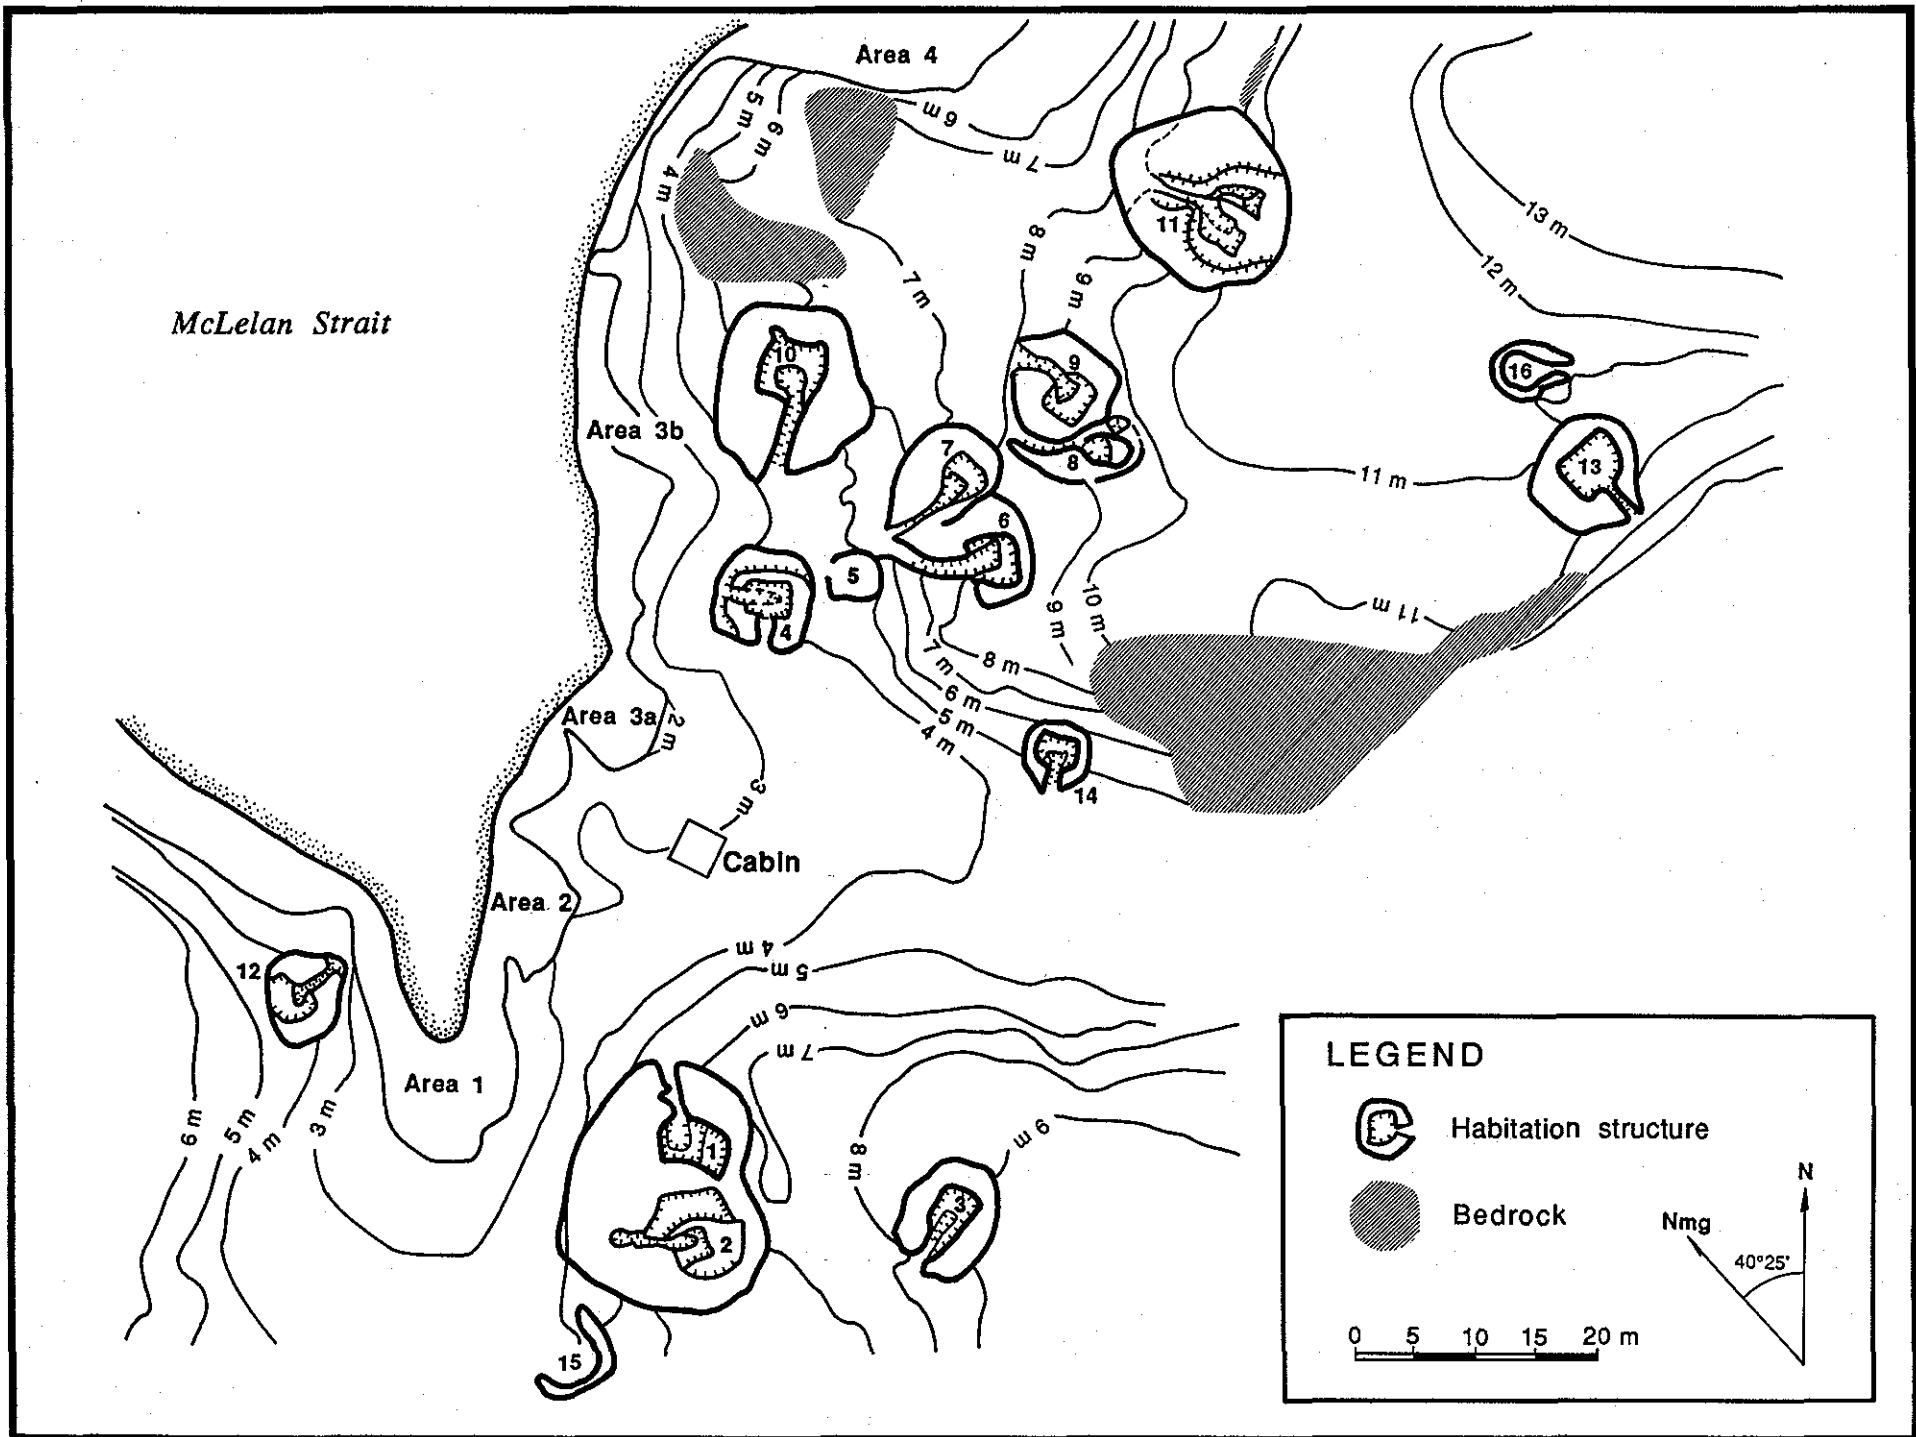 Area 4
5 m
6 m
6 m
7 m
4 m
13 m
8 m
11
12 m
7 m
9 m
McLelan Strait
10
9
16
Area 3b
7
8
13
11 m
6
5
10 m
9 m
11 m
4
7 m
8 m
6 m
5 m
4 m
Area 3a
2 m
3 m
14
Cabin
Area 2
4 m
5 m
12
6 m
7 m
Area 1
6 m
5 m
4 m
3 m
1
8 m
9 m
3
2
15
LEGEND
Habitation structure
Bedrock
N
Nmg
40°25'
0 5 10 15 20 m